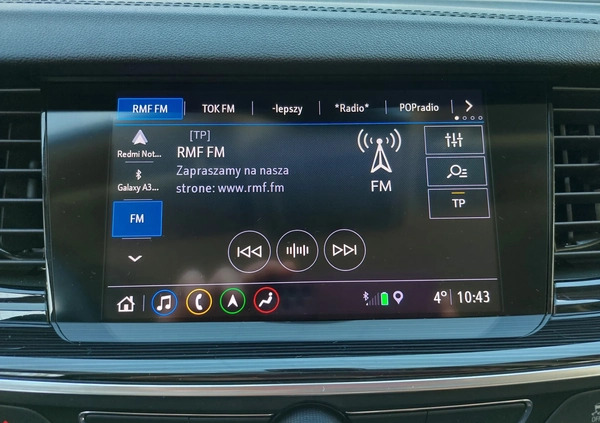 RMF FM TOK FM -lepszy *Radio* POPradio
Redmi Not...
Galaxy A3...
FM
[TP]
RMF FM
Zapraszamy na nasza
strone: www.rmf.fm
FM
TP
4° 10:43
OFF